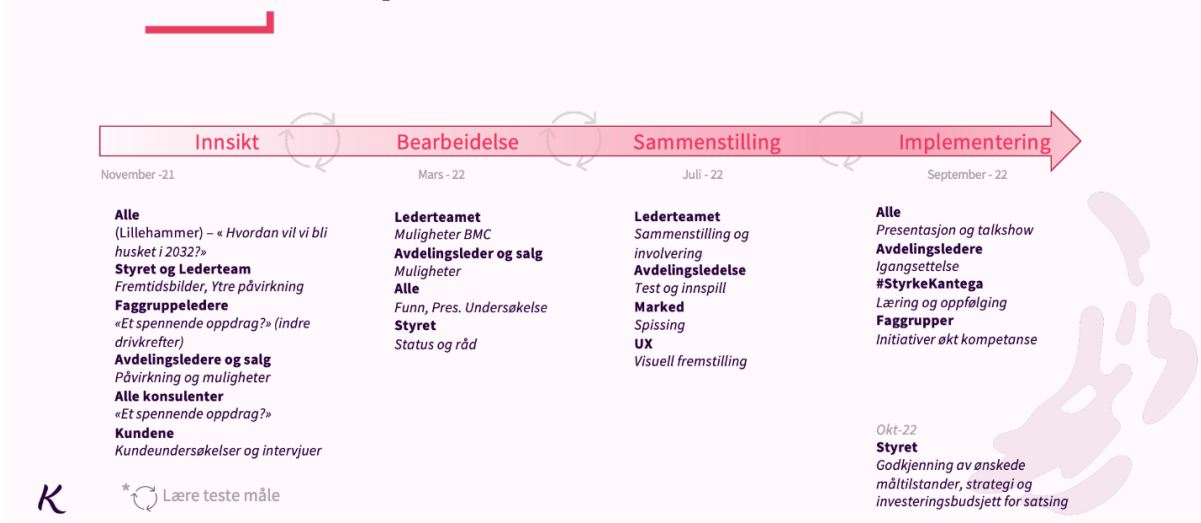 Innsikt
Bearbeidelse
Sammenstilling
Implementering
November -21
Mars - 22
Juli - 22
September - 22
Alle
(Lillehammer) – « Hvordan vil vi bli
husket i 2032?»
Styret og Lederteam
Fremtidsbilder, Ytre påvirkning
Faggruppeledere
«Et spennende oppdrag?» (indre
drivkrefter)
Avdelingsledere og salg
Påvirkning og muligheter
Alle konsulenter
«Et spennende oppdrag?»
Kundene
Kundeundersøkelser og intervjuer
Lederteamet
Muligheter BMC
Avdelingsleder og salg
Muligheter
Alle
Funn, Pres. Undersøkelse
Styret
Status og råd
Lederteamet
Sammenstilling og
involvering
Avdelingsledelse
Test og innspill
Marked
Spissing
UX
Visuell fremstilling
Alle
Presentasjon og talkshow
Avdelingsledere
Igangsettelse
#StyrkeKantega
Læring og oppfølging
Faggrupper
Initiativer økt kompetanse
Okt-22
Styret
Godkjenning av ønskede
måltilstander, strategi og
investeringsbudsjett for satsing
K
* Lære teste måle